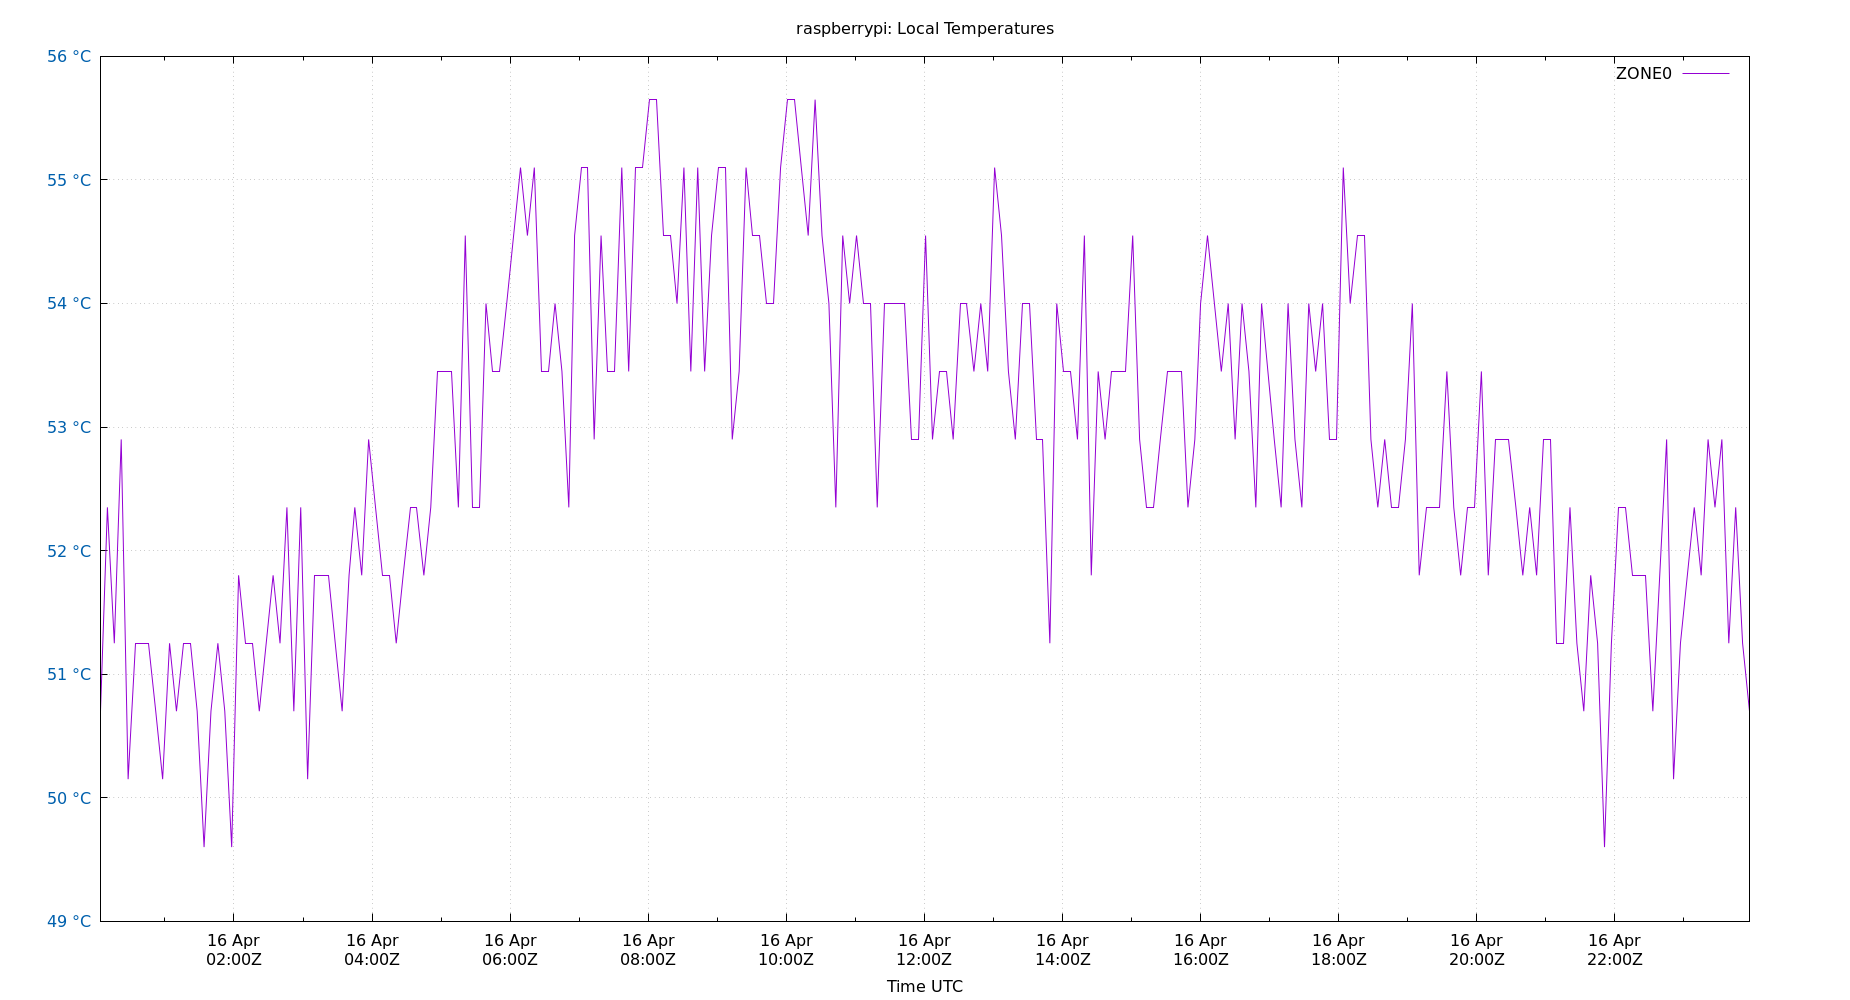 raspberrypi: Local Temperatures
56 °C
ZONE0
55 °C
54 °C
53 °C
52 °C
51 °C
50 °C
49 °C
16 Apr 16 Apr 16 Apr 16 Apr 16 Apr 16 Apr 16 Apr 16 Apr 16 Apr 16 Apr 16 Apr
02:00Z 04:00Z 06:00Z 08:00Z 10:00Z 12:00Z 14:00Z 16:00Z 18:00Z 20:00Z 22:00Z
Time UTC